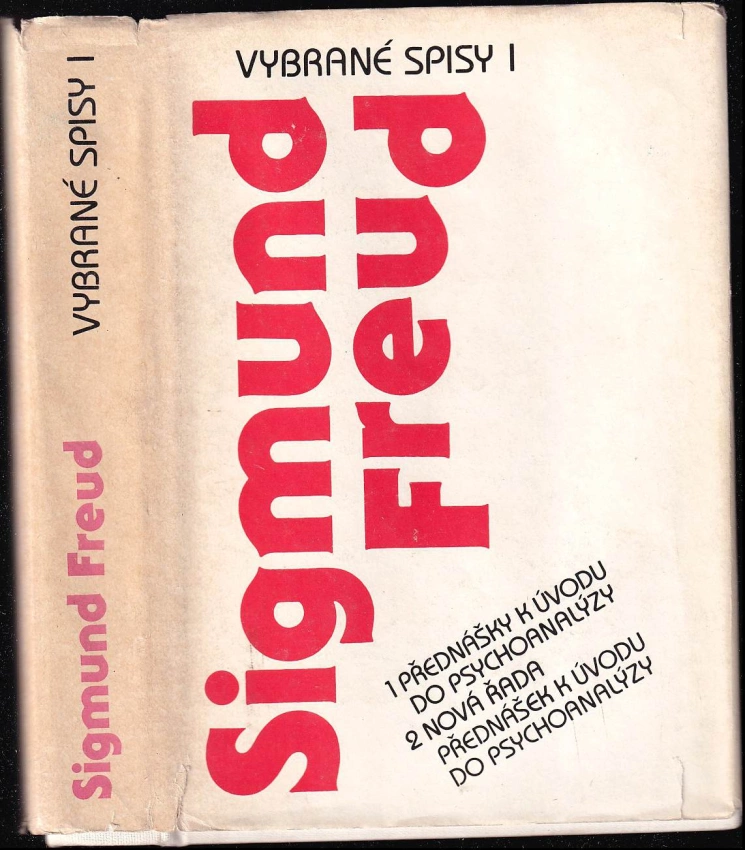 VYBRANÉ SPISY I
Sigmund Freud
VYBRANÉ SPISY I
Sigmund
Freud
1 PŘEDNÁŠKY K ÚVODU
DO PSYCHOANALÝZY
2 NOVÁ ŘADA
PŘEDNÁŠEK K ÚVODU
DO PSYCHOANALÝZY